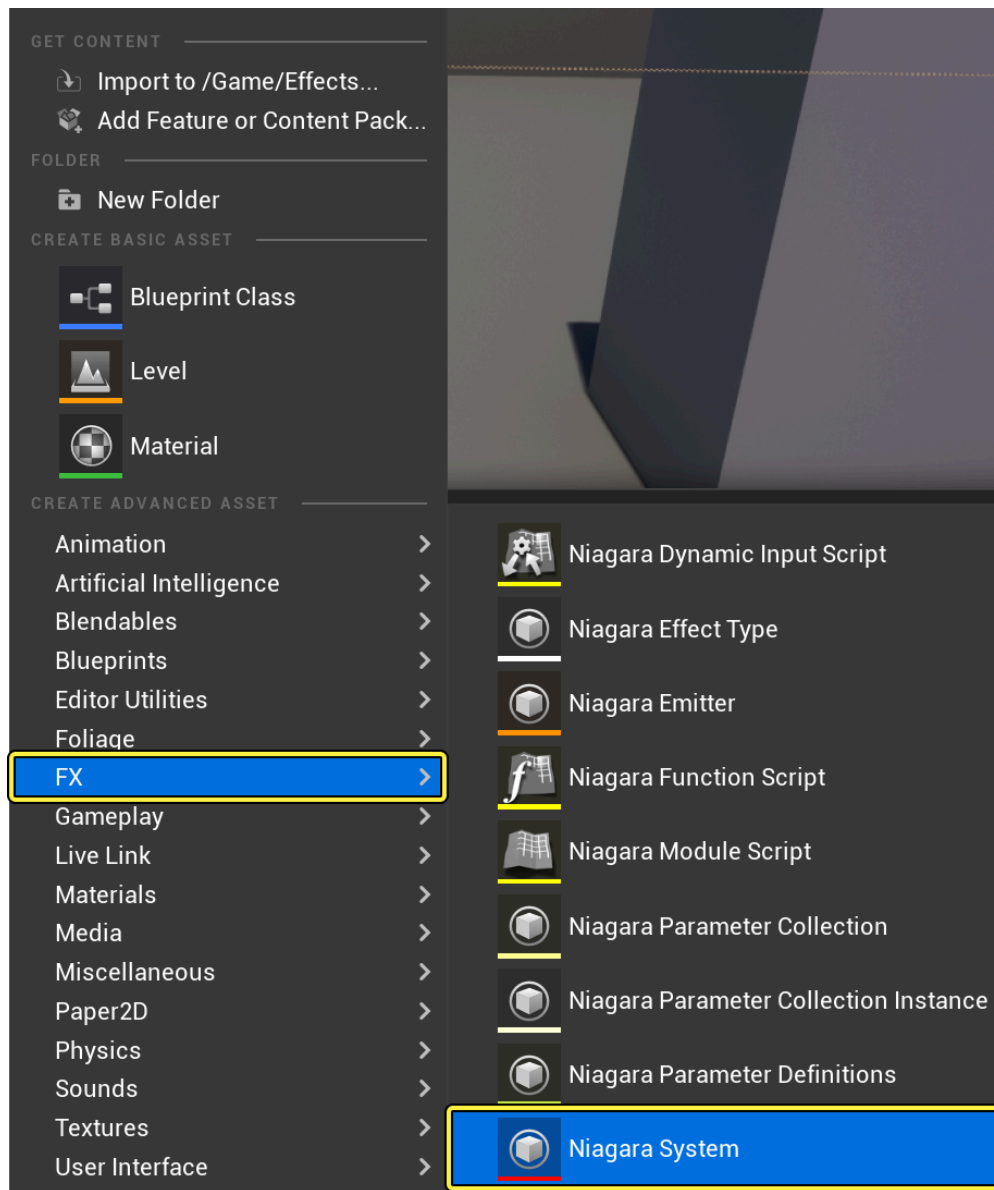 GET CONTENT
Import to /Game/Effects...
Add Feature or Content Pack...
FOLDER
New Folder
CREATE BASIC ASSET
Blueprint Class
Level
Material
CREATE ADVANCED ASSET
Animation
Artificial Intelligence
Blendables
Blueprints
Editor Utilities
Foliage
FX
Gameplay
Live Link
Materials
Media
Miscellaneous
Paper2D
Physics
Sounds
Textures
User Interface
Niagara Dynamic Input Script
Niagara Effect Type
Niagara Emitter
Niagara Function Script
Niagara Module Script
Niagara Parameter Collection
Niagara Parameter Collection Instance
Niagara Parameter Definitions
Niagara System